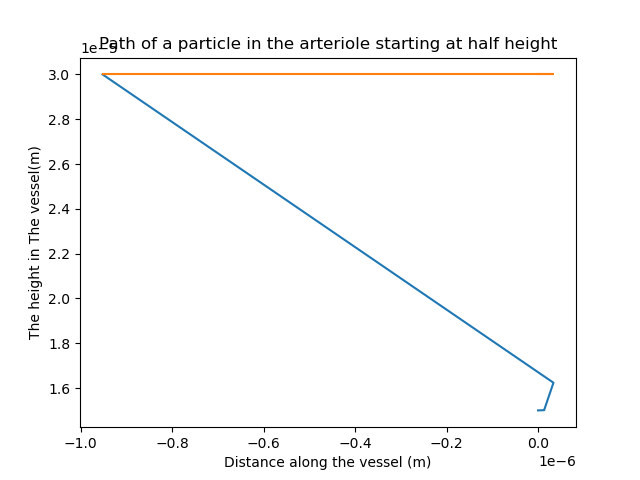 Path of a particle in the arteriole starting at half height
3.0
2.8
2.6
2.4
2.2
2.0
1.8
1.6
The height in The vessel(m)
−1.0 −0.8 −0.6 −0.4 −0.2 0.0
1e−6
Distance along the vessel (m)